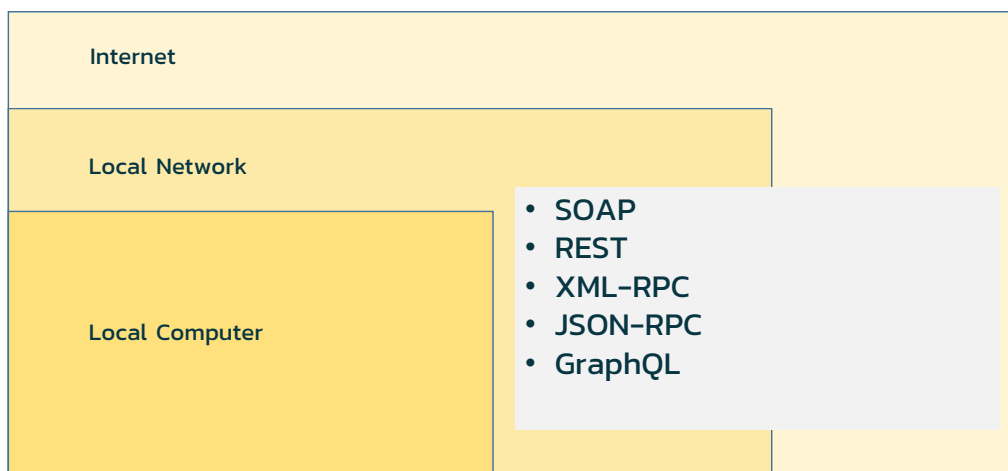 Internet
Local Network
Local Computer
• SOAP
• REST
• XML-RPC
• JSON-RPC
• GraphQL